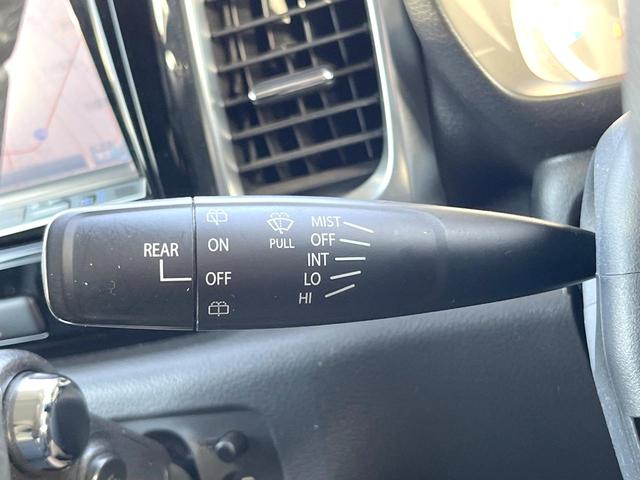 REAR
ON
OFF
PULL
MIST
OFF
INT
LO
HI